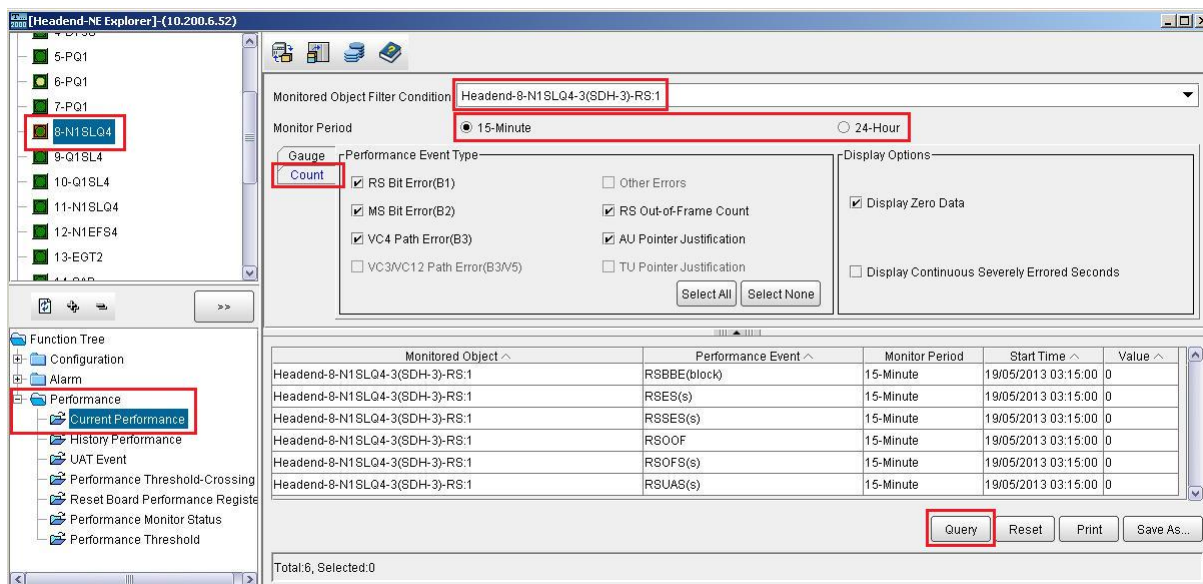 [Headend-NE Explorer]-(10.200.6.52)
5-PQ1
6-PQ1
7-PQ1
8-N1SLQ4
9-Q1SL4
10-Q1SL4
11-N1SLQ4
12-N1EFS4
13-EGT2
>>
Function Tree
Configuration
Alarm
Performance
Current Performance
History Performance
UAT Event
Performance Threshold-Crossing
Reset Board Performance Registe
Performance Monitor Status
Performance Threshold
Monitored Object Filter Condition Headend-8-N1SLQ4-3(SDH-3)-RS:1
Monitor Period 15-Minute 24-Hour
Gauge
Count
Performance Event Type
RS Bit Error(B1) Other Errors
MS Bit Error(B2) RS Out-of-Frame Count
VC4 Path Error(B3) AU Pointer Justification
VC3/VC12 Path Error(B3/V5) TU Pointer Justification
Select All Select None
Display Options
Display Zero Data
Display Continuous Severely Errored Seconds
Monitored Object Performance Event Monitor Period Start Time Value
Headend-8-N1SLQ4-3(SDH-3)-RS:1 RSBBE(block) 15-Minute 19/05/2013 03:15:00 0
Headend-8-N1SLQ4-3(SDH-3)-RS:1 RSES(s) 15-Minute 19/05/2013 03:15:00 0
Headend-8-N1SLQ4-3(SDH-3)-RS:1 RSSES(s) 15-Minute 19/05/2013 03:15:00 0
Headend-8-N1SLQ4-3(SDH-3)-RS:1 RSOOF 15-Minute 19/05/2013 03:15:00 0
Headend-8-N1SLQ4-3(SDH-3)-RS:1 RSOFS(s) 15-Minute 19/05/2013 03:15:00 0
Headend-8-N1SLQ4-3(SDH-3)-RS:1 RSUAS(s) 15-Minute 19/05/2013 03:15:00 0
Query Reset Print Save As...
Total:6, Selected:0